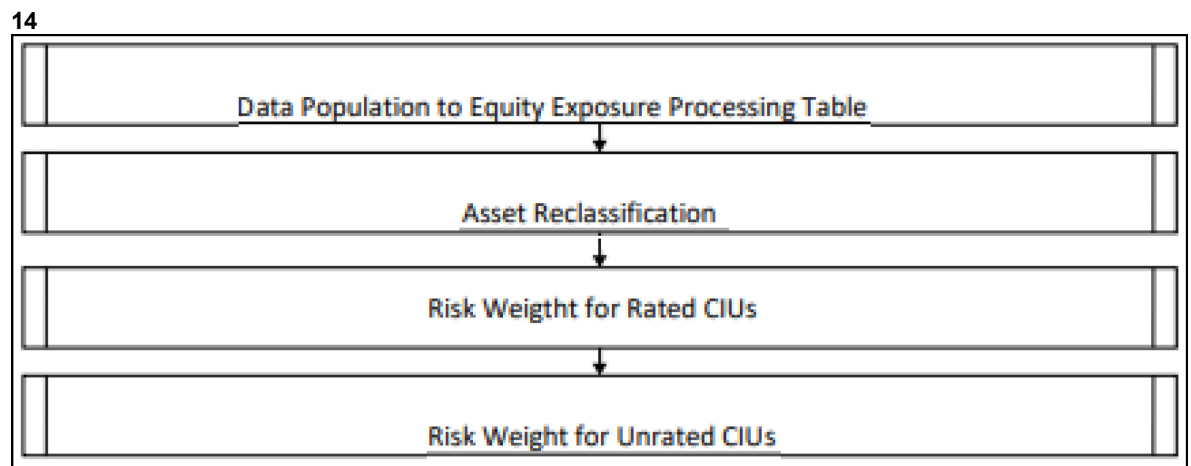 14
Data Population to Equity Exposure Processing Table
Asset Reclassification
Risk Weigtht for Rated CIUs
Risk Weight for Unrated CIUs